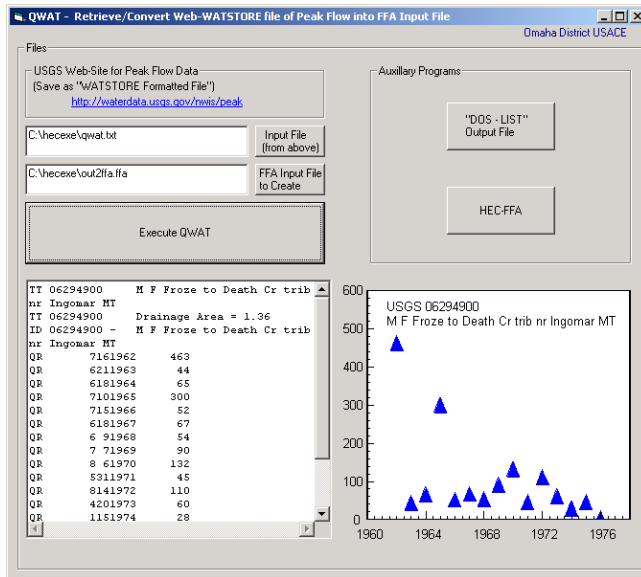 QWAT - Retrieve/Convert Web-WATSTORE file of Peak Flow into FFA Input File
Omaha District USACE
Files
USGS Web-Site for Peak Flow Data
(Save as "WATSTORE Formatted File")
http://waterdata.usgs.gov/nwis/peak
C:\hecexe\qwat.txt
Input File
(from above)
C:\hecexe\out2ffa.ffa
FFA Input File
to Create
Execute QWAT
Auxillary Programs
"DOS - LIST"
Output File
HEC-FFA
TT 06294900 M F Froze to Death Cr trib
nr Ingomar MT
TT 06294900 Drainage Area = 1.36
ID 06294900 - M F Froze to Death Cr trib
nr Ingomar MT
QR 7161962 463
QR 6211963 44
QR 6181964 65
QR 7101965 300
QR 7151966 52
QR 6181967 67
QR 6 91968 54
QR 7 71969 90
QR 8 61970 132
QR 5311971 45
QR 8141972 110
QR 4201973 60
QR 1151974 28
USGS 06294900
M F Froze to Death Cr trib nr Ingomar MT
600
500
400
300
200
100
0
1960 1964 1968 1972 1976